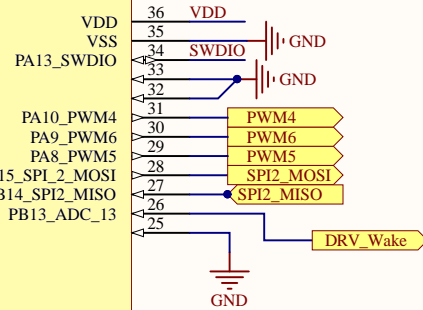 VDD 36 VDD
VSS 35 GND
PA13_SWDIO 34 SWDIO
33 GND
32
PA10_PWM4 31 PWM4
PA9_PWM6 30 PWM6
PA8_PWM5 29 PWM5
15_SPI_2_MOSI 28 SPI2_MOSI
B14_SPI2_MISO 27 SPI2_MISO
PB13_ADC_13 26 DRV_Wake
25
GND